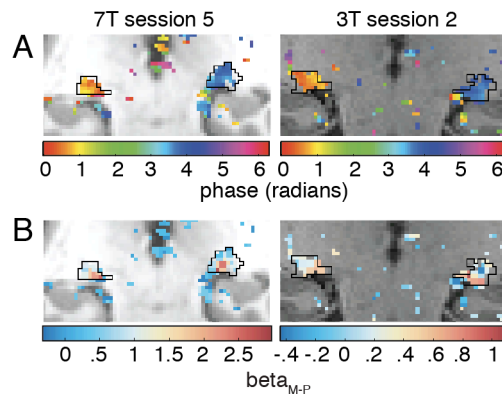 7T session 5 3T session 2
A
0 1 2 3 4 5 6 0 1 2 3 4 5 6
phase (radians)
B
0 .5 1 1.5 2 2.5 -.4 -.2 0 .2 .4 .6 .8 1
beta_M-P